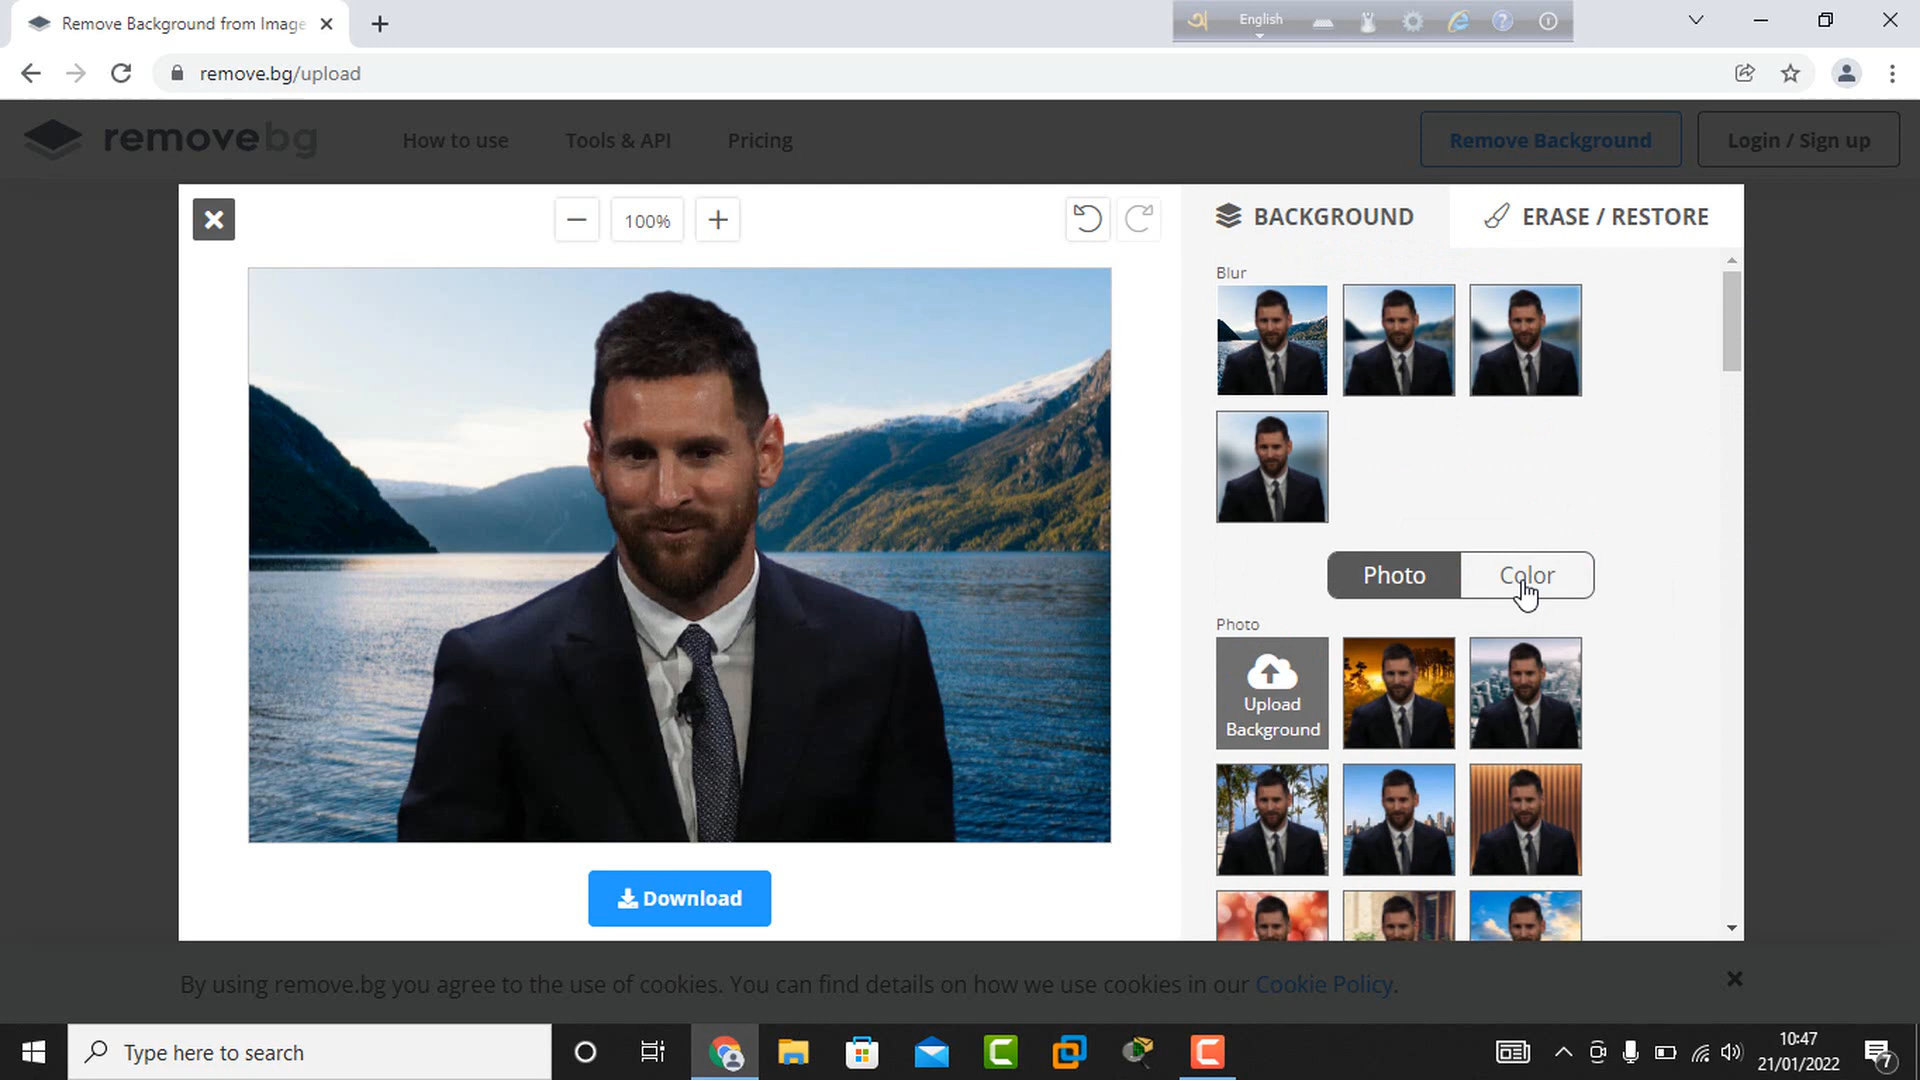 Remove Background from Image
English
remove.bg/upload
removebg
How to use
Tools & API
Pricing
Remove Background
Login / Sign up
100%
BACKGROUND
ERASE / RESTORE
Blur
Photo
Color
Photo
Upload
Background
Download
By using remove.bg you agree to the use of cookies. You can find details on how we use cookies in our Cookie Policy.
Type here to search
10:47
21/01/2022
7